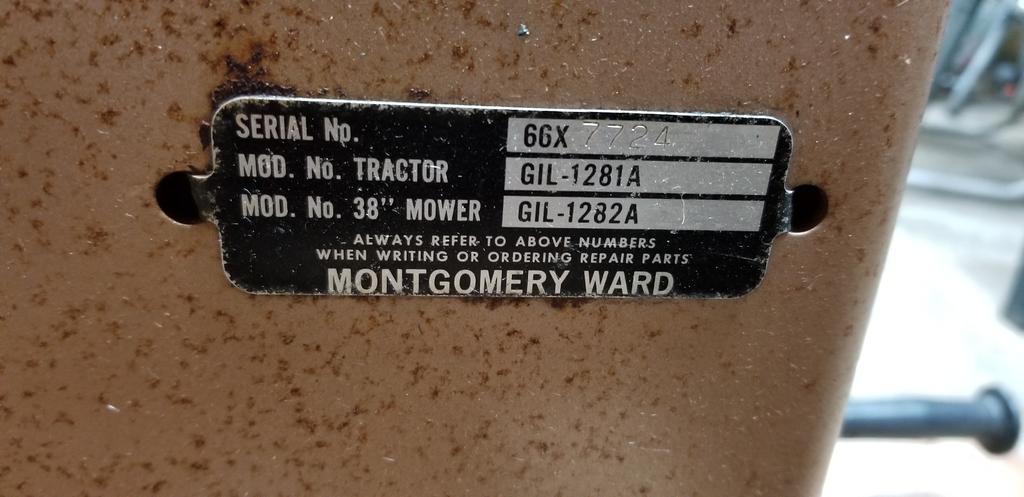 SERIAL No. 66X 7724
MOD. No. TRACTOR GIL-1281A
MOD. No. 38" MOWER GIL-1282A
ALWAYS REFER TO ABOVE NUMBERS
WHEN WRITING OR ORDERING REPAIR PARTS
MONTGOMERY WARD